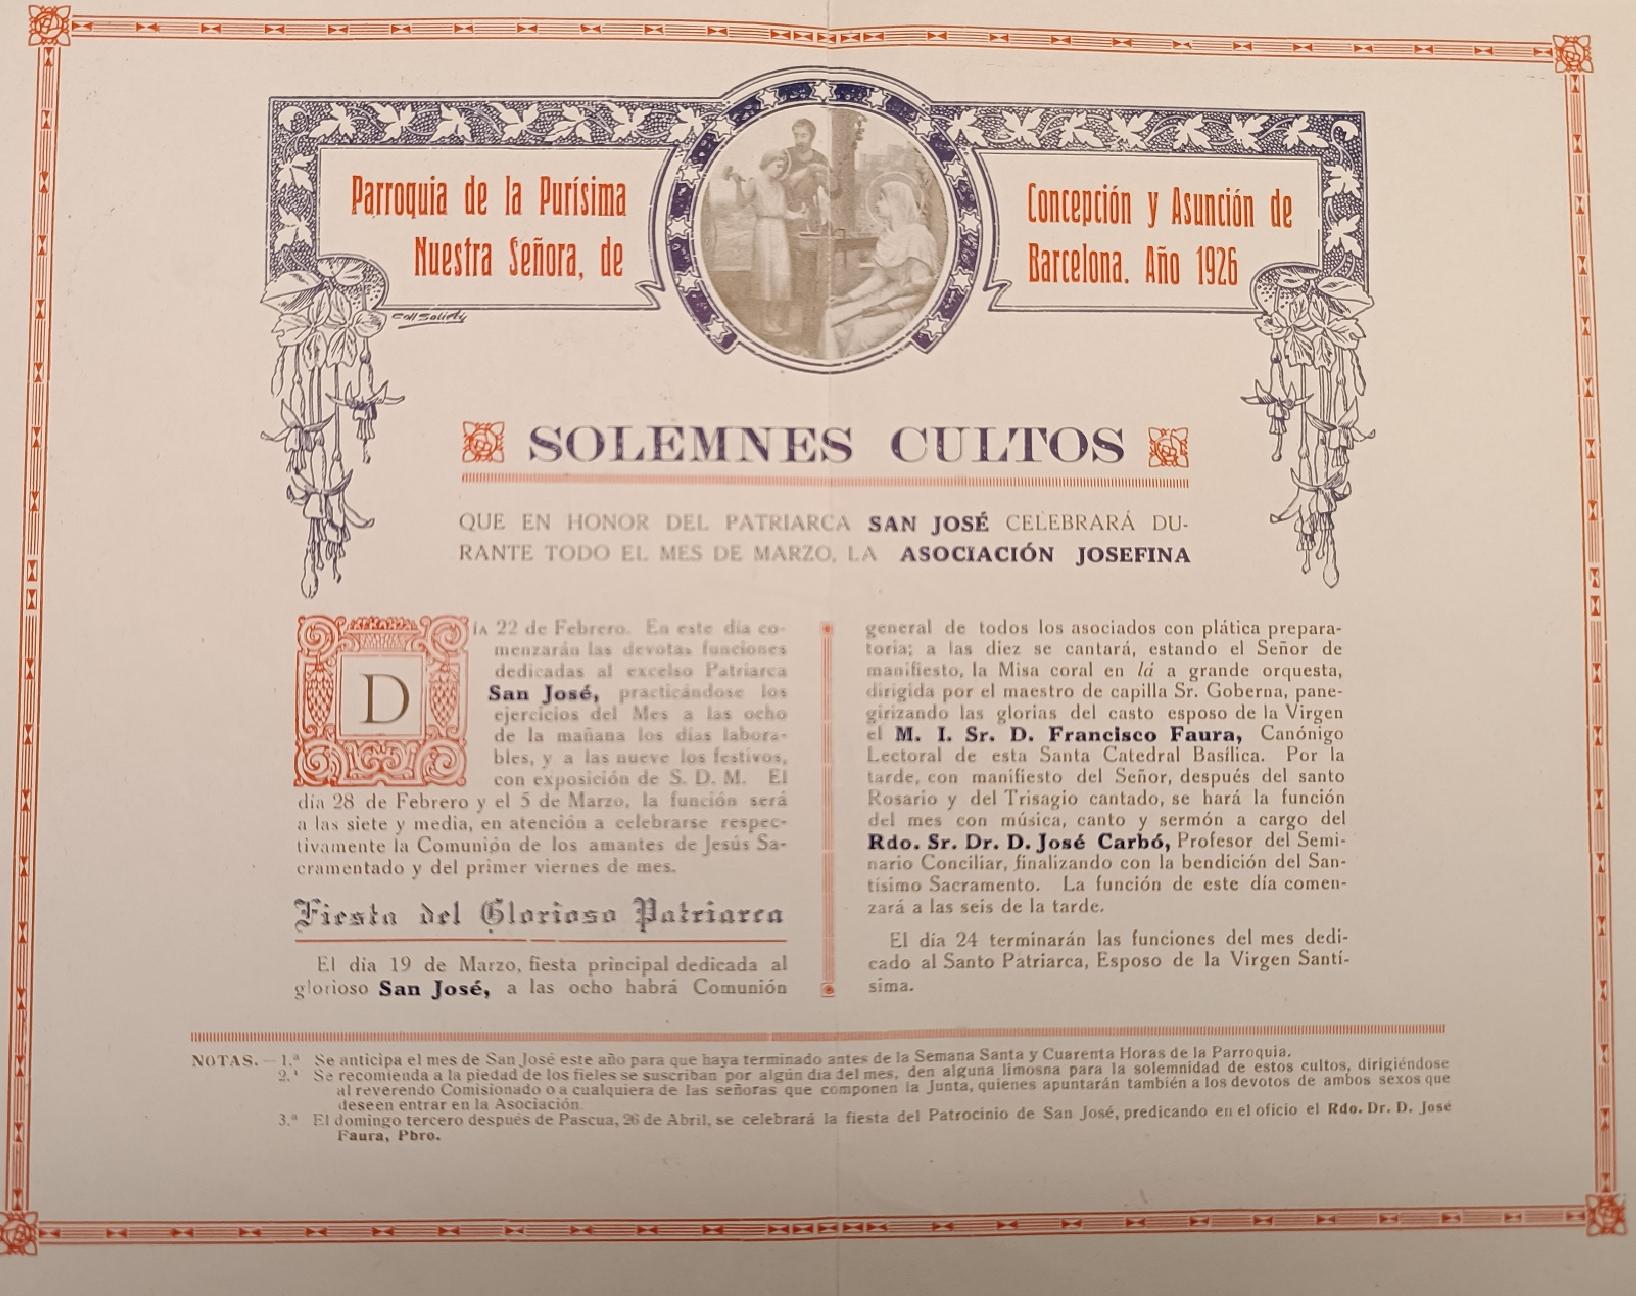 Parroquia de la Purísima
Nuestra Señora, de
Concepción y Asunción de
Barcelona. Año 1926
SOLEMNES CULTOS
QUE EN HONOR DEL PATRIARCA SAN JOSÉ CELEBRARÁ DU-
RANTE TODO EL MES DE MARZO, LA ASOCIACIÓN JOSEFINA
DÍA 22 de Febrero. En este día co-
menzarán las devotas funciones
dedicadas al excelso Patriarca
San José, practicándose los
ejercicios del Mes a las ocho
de la mañana los días labora-
bles, y a las nueve los festivos,
con exposición de S. D. M. El
día 28 de Febrero y el 5 de Marzo, la función será
a las siete y media, en atención a celebrarse respec-
tivamente la Comunión de los amantes de Jesús Sa-
cramentado y del primer viernes de mes.
Fiesta del Glorioso Patriarca
El día 19 de Marzo, fiesta principal dedicada al
glorioso San José, a las ocho habrá Comunión
general de todos los asociados con plática prepara-
toria; a las diez se cantará, estando el Señor de
manifiesto, la Misa coral en lá a grande orquesta,
dirigida por el maestro de capilla Sr. Goberna, pane-
girizando las glorias del casto esposo de la Virgen
el M. I. Sr. D. Francisco Faura, Canónigo
Lectoral de esta Santa Catedral Basílica. Por la
tarde, con manifiesto del Señor, después del santo
Rosario y del Trisagio cantado, se hará la función
del mes con música, canto y sermón a cargo del
Rdo. Sr. Dr. D. José Carbó, Profesor del Semi-
nario Conciliar, finalizando con la bendición del San-
tísimo Sacramento. La función de este día comen-
zará a las seis de la tarde.
El día 24 terminarán las funciones del mes dedi-
cado al Santo Patriarca, Esposo de la Virgen Santí-
sima.
NOTAS. – 1.ª Se anticipa el mes de San José este año para que haya terminado antes de la Semana Santa y Cuarenta Horas de la Parroquia.
2.ª Se recomienda a la piedad de los fieles se suscriban por algún día del mes, den alguna limosna para la solemnidad de estos cultos, dirigiéndose
al reverendo Comisionado o a cualquiera de las señoras que componen la Junta, quienes apuntarán también a los devotos de ambos sexos que
deseen entrar en la Asociación.
3.ª El domingo tercero después de Pascua, 26 de Abril, se celebrará la fiesta del Patrocinio de San José, predicando en el oficio el Rdo. Dr. D. José
Faura, Pbro.